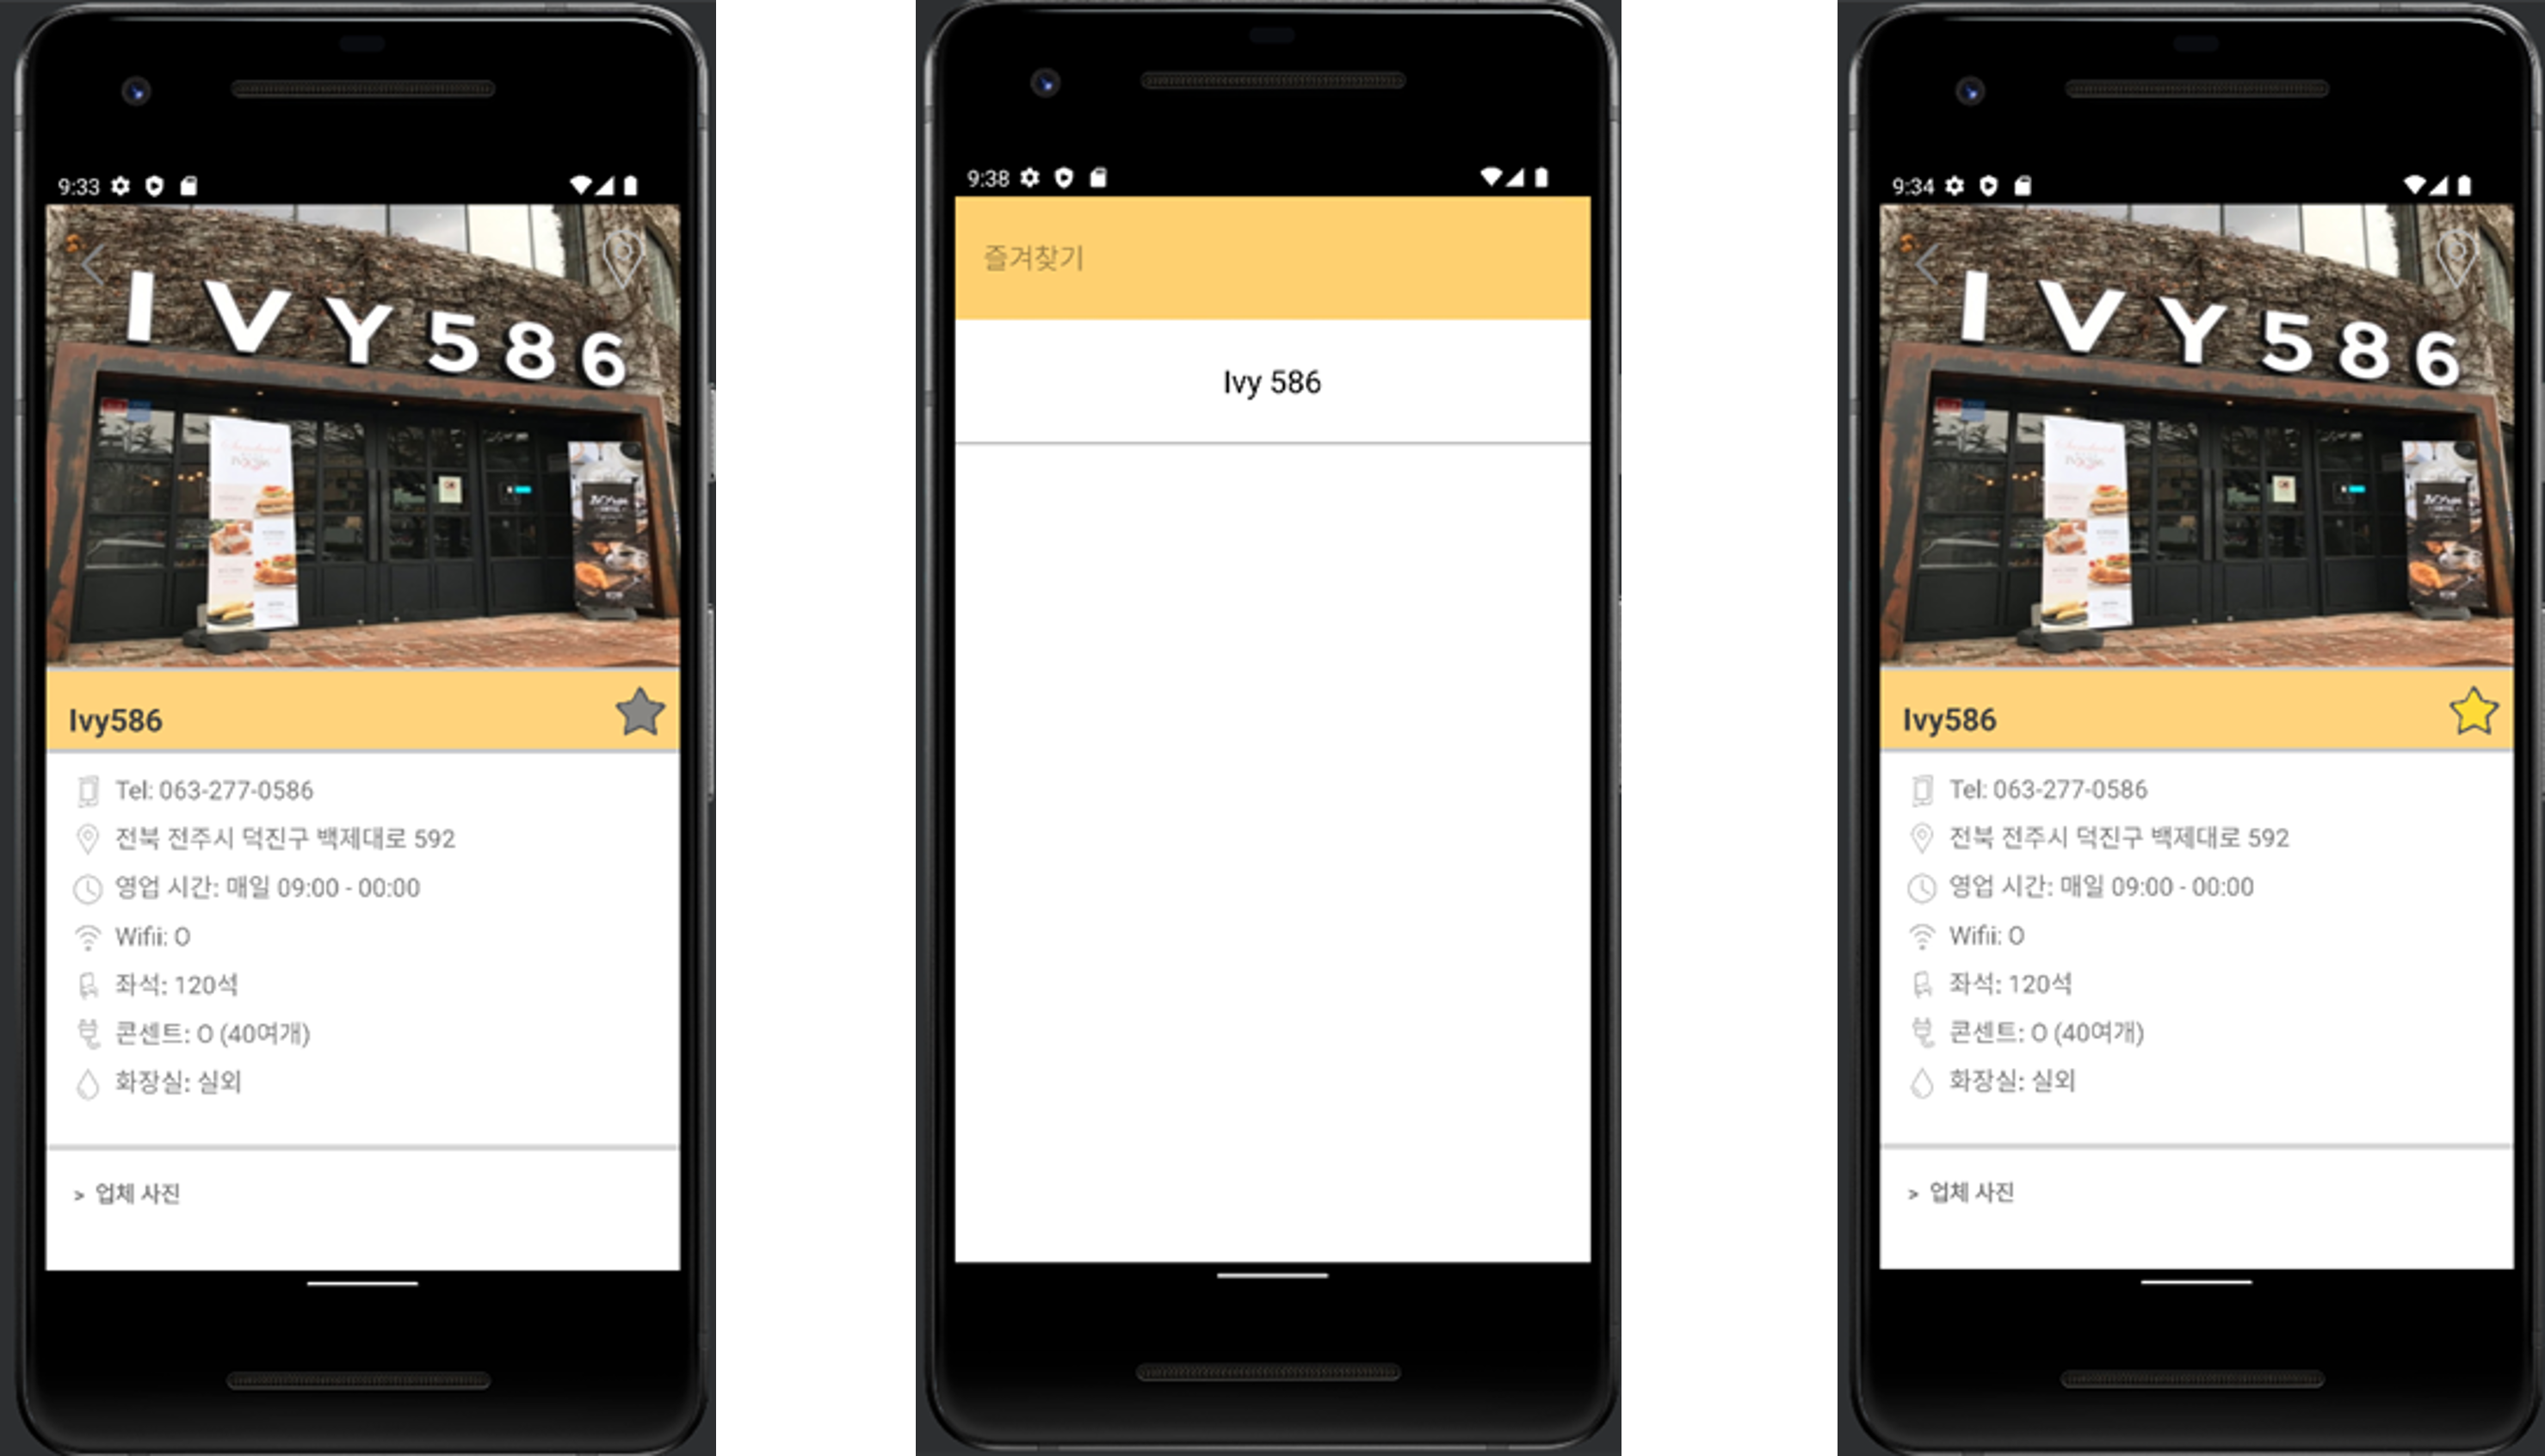 9:33
IVY586
Ivy586
Tel: 063-277-0586
전북 전주시 덕진구 백제대로 592
영업 시간: 매일 09:00 - 00:00
Wifii: O
좌석: 120석
콘센트: O (40여개)
화장실: 실외
> 업체 사진
9:38
즐겨찾기
Ivy 586
9:34
IVY586
Ivy586
Tel: 063-277-0586
전북 전주시 덕진구 백제대로 592
영업 시간: 매일 09:00 - 00:00
Wifii: O
좌석: 120석
콘센트: O (40여개)
화장실: 실외
> 업체 사진